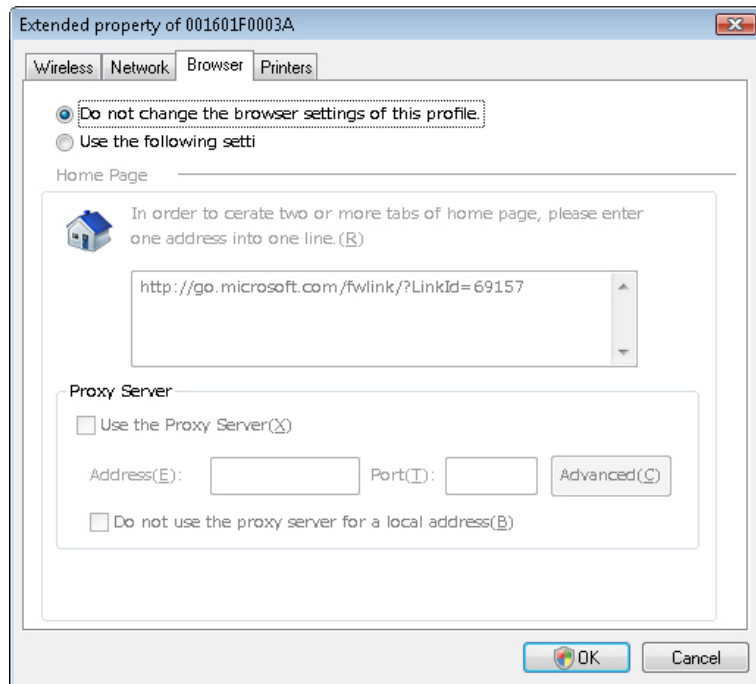 Extended property of 001601F0003A
Wireless Network Browser Printers
Do not change the browser settings of this profile.
Use the following setti
Home Page
In order to cerate two or more tabs of home page, please enter
one address into one line.(R)
http://go.microsoft.com/fwlink/?LinkId=69157
Proxy Server
Use the Proxy Server(X)
Address(E): Port(T): Advanced(C)
Do not use the proxy server for a local address(B)
OK Cancel